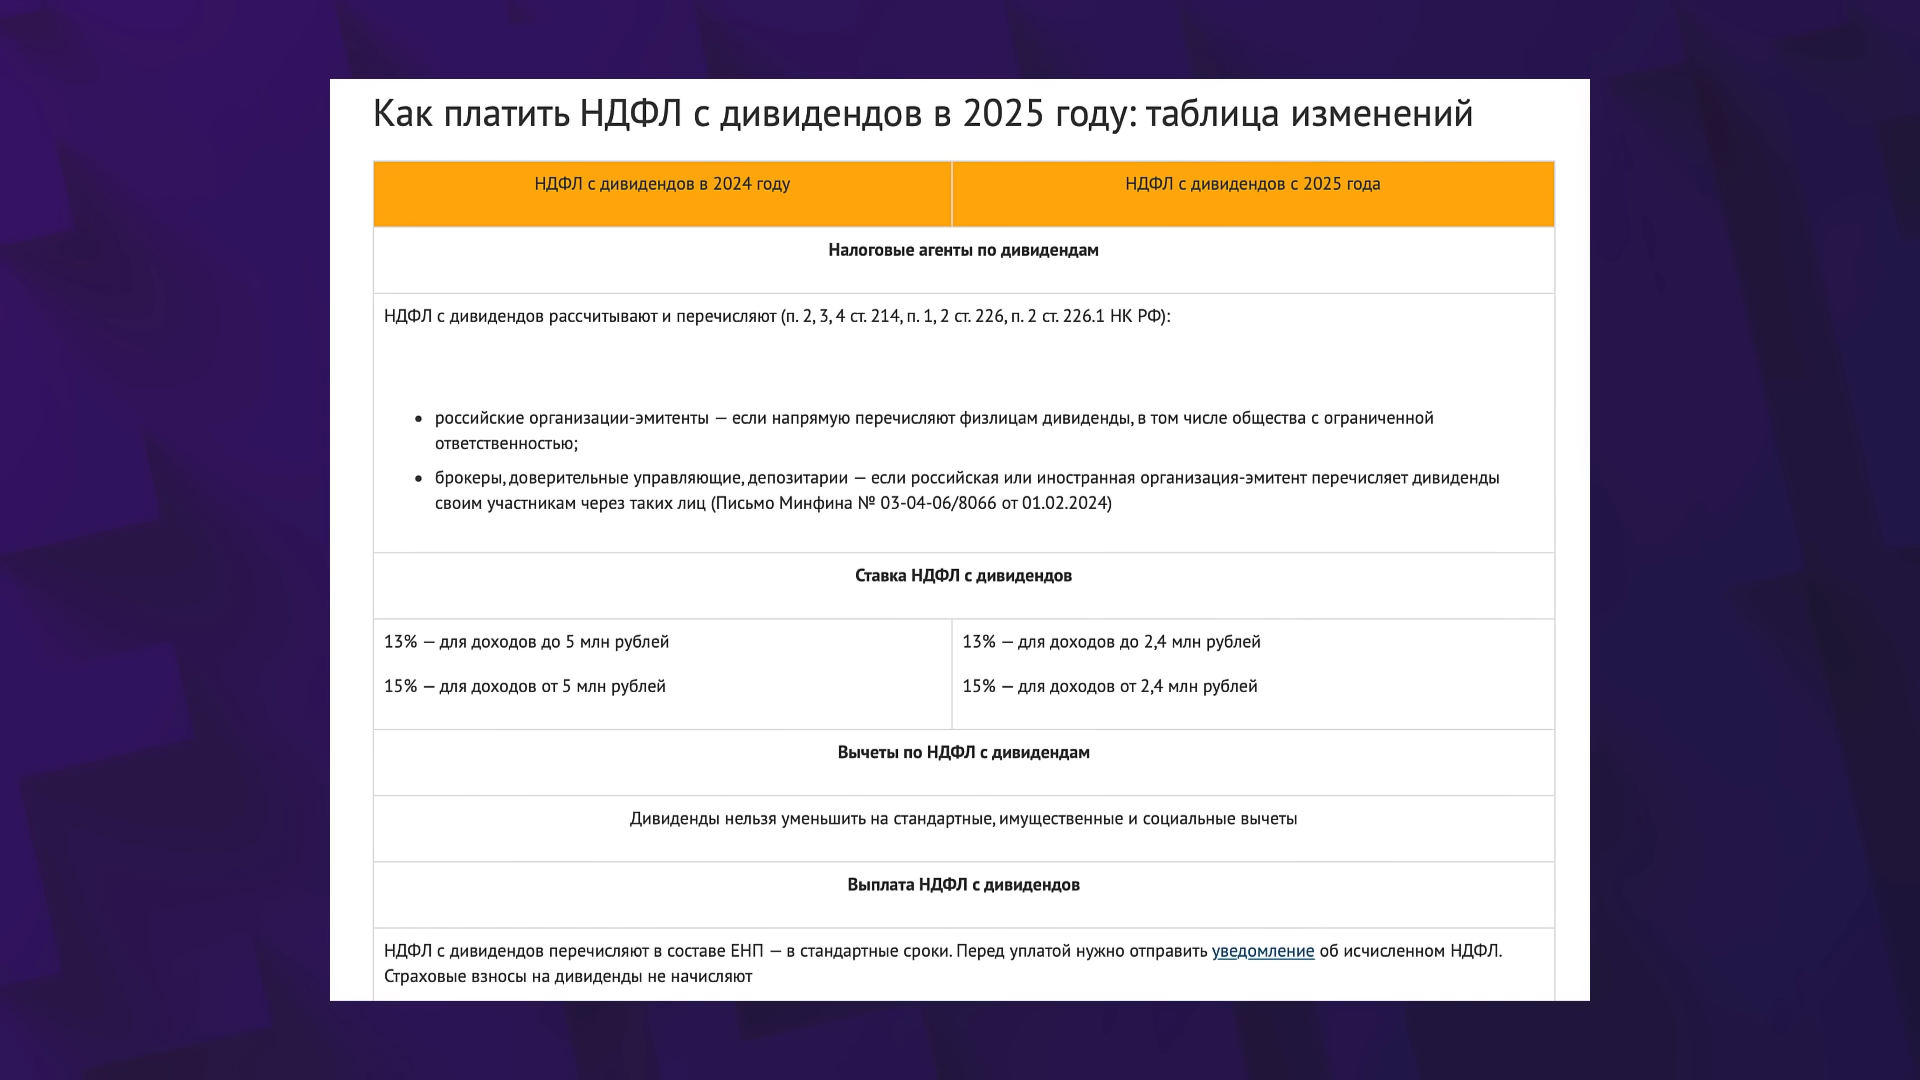 Как платить НДФЛ с дивидендов в 2025 году: таблица изменений
НДФЛ с дивидендов в 2024 году
НДФЛ с дивидендов с 2025 года
Налоговые агенты по дивидендам
НДФЛ с дивидендов рассчитывают и перечисляют (п. 2, 3, 4 ст. 214, п. 1, 2 ст. 226, п. 2 ст. 226.1 НК РФ):
• российские организации-эмитенты — если напрямую перечисляют физлицам дивиденды, в том числе общества с ограниченной
ответственностью;
• брокеры, доверительные управляющие, депозитарии — если российская или иностранная организация-эмитент перечисляет дивиденды
своим участникам через таких лиц (Письмо Минфина № 03-04-06/8066 от 01.02.2024)
Ставка НДФЛ с дивидендов
13% — для доходов до 5 млн рублей
15% — для доходов от 5 млн рублей
13% — для доходов до 2,4 млн рублей
15% — для доходов от 2,4 млн рублей
Вычеты по НДФЛ с дивидендам
Дивиденды нельзя уменьшить на стандартные, имущественные и социальные вычеты
Выплата НДФЛ с дивидендов
НДФЛ с дивидендов перечисляют в составе ЕНП — в стандартные сроки. Перед уплатой нужно отправить уведомление об исчисленном НДФЛ.
Страховые взносы на дивиденды не начисляют